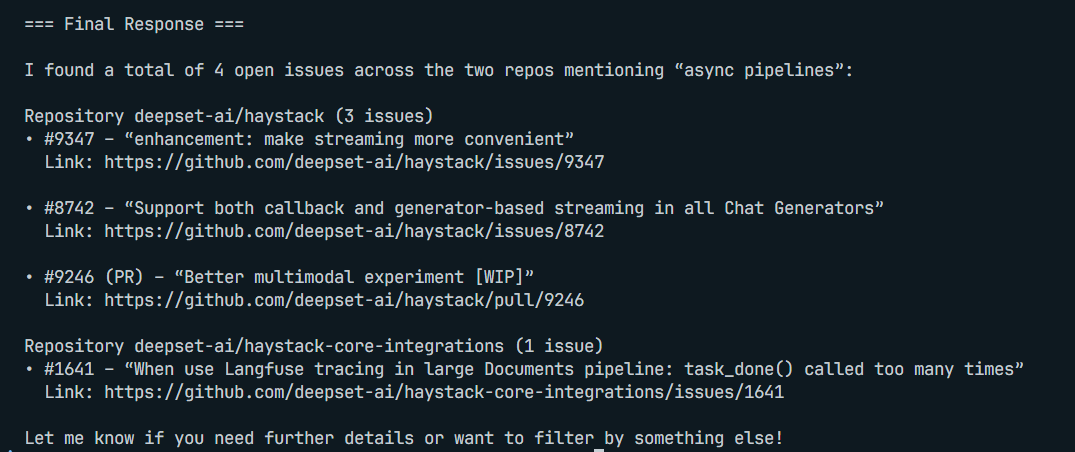 === Final Response ===
I found a total of 4 open issues across the two repos mentioning “async pipelines”:
Repository deepset-ai/haystack (3 issues)
• #9347 – “enhancement: make streaming more convenient”
Link: https://github.com/deepset-ai/haystack/issues/9347
• #8742 – “Support both callback and generator-based streaming in all Chat Generators”
Link: https://github.com/deepset-ai/haystack/issues/8742
• #9246 (PR) – “Better multimodal experiment [WIP]”
Link: https://github.com/deepset-ai/haystack/pull/9246
Repository deepset-ai/haystack-core-integrations (1 issue)
• #1641 – “When use Langfuse tracing in large Documents pipeline: task_done() called too many times”
Link: https://github.com/deepset-ai/haystack-core-integrations/issues/1641
Let me know if you need further details or want to filter by something else!